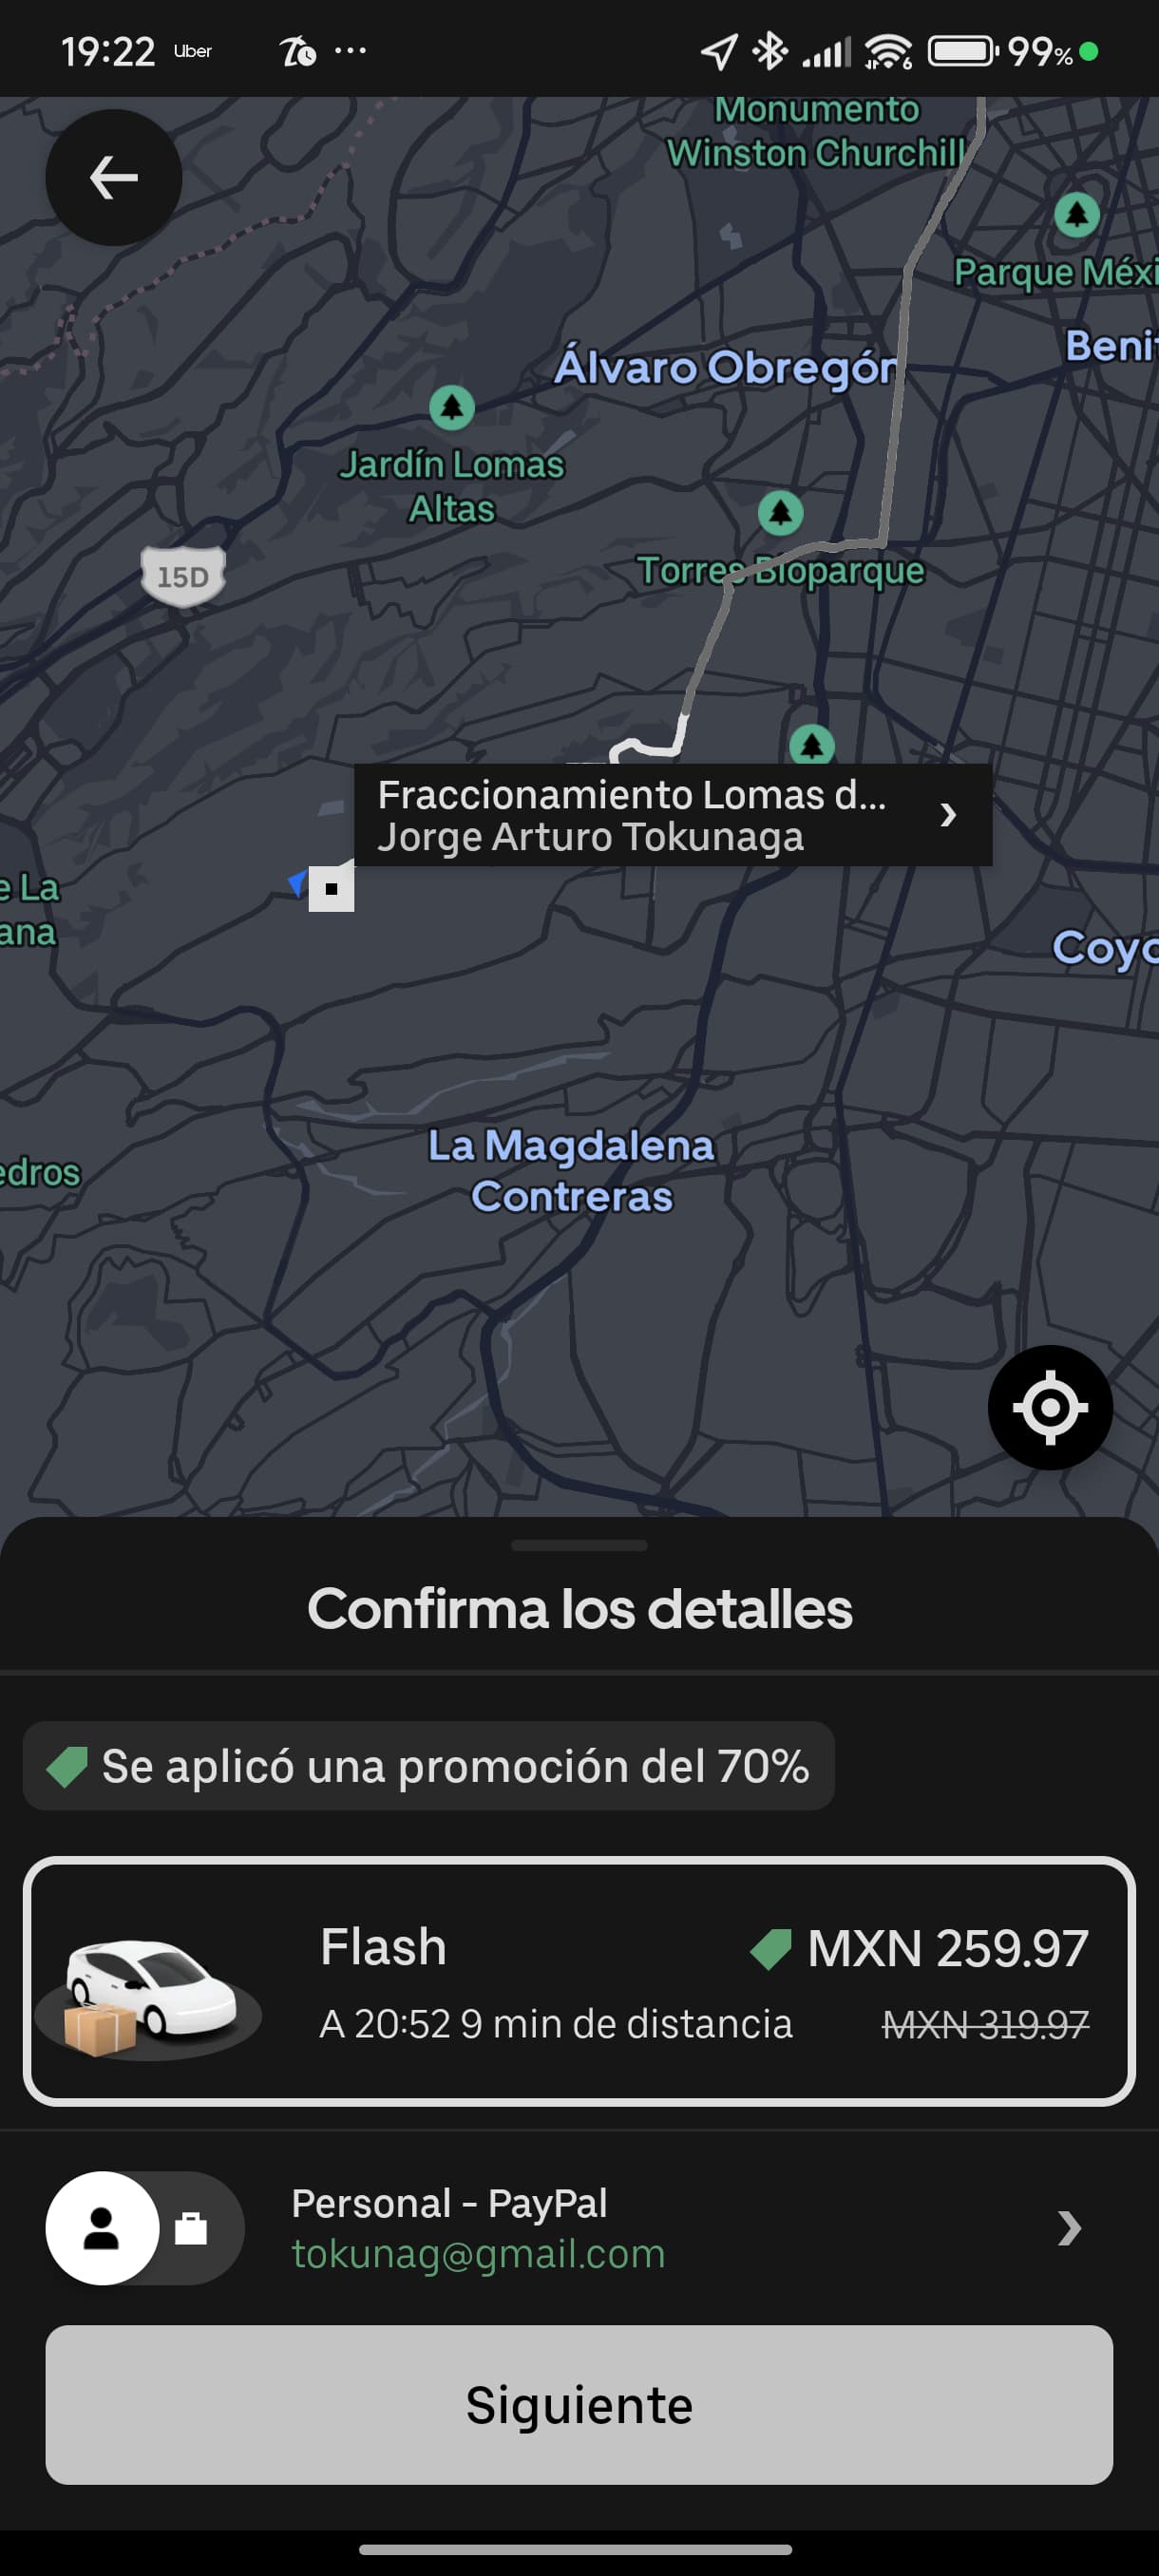 19:22 Uber ... 99%
Monumento
Winston Churchill
Parque Méxi
Álvaro Obregón
Beni
Jardín Lomas
Altas
15D
Torres Bioparque
Fraccionamiento Lomas d... ›
Jorge Arturo Tokunaga
e La
ana
Coyo
La Magdalena
Contreras
edros
Confirma los detalles
Se aplicó una promoción del 70%
Flash MXN 259.97
A 20:52 9 min de distancia MXN 319.97
Personal - PayPal
tokunag@gmail.com
Siguiente